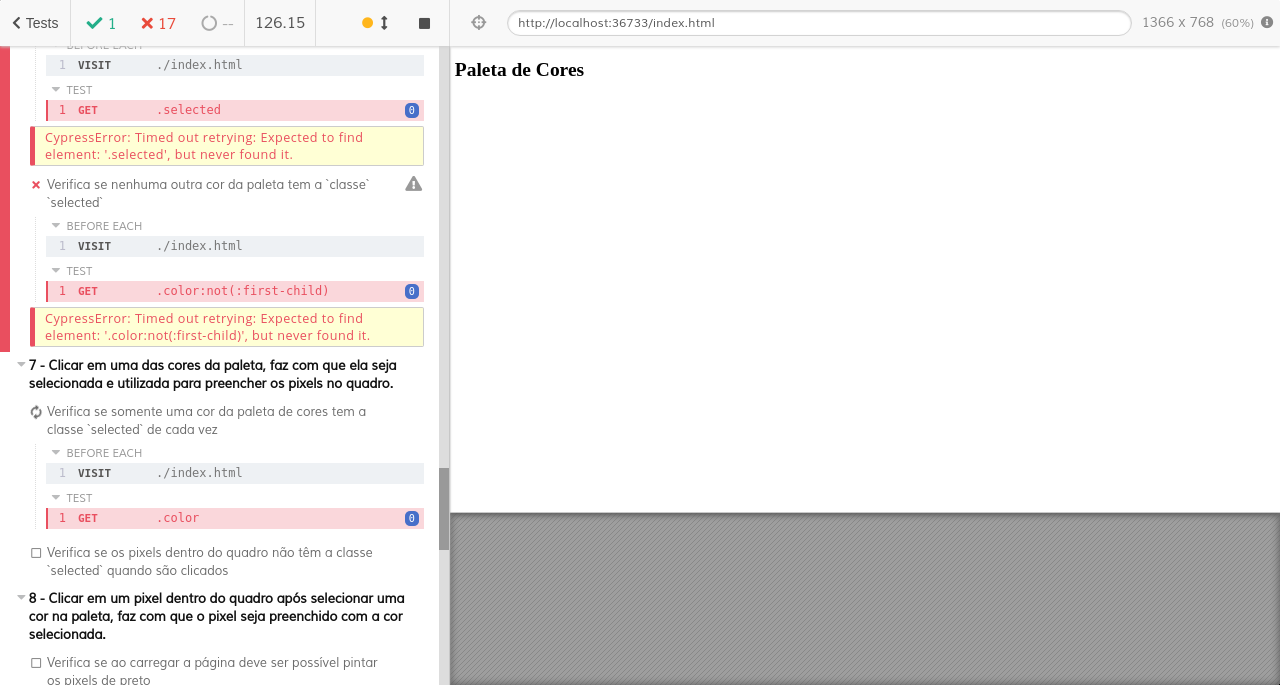 Tests
1
17
--
126.15
http://localhost:36733/index.html
1366 x 768 (60%)
BEFORE EACH
1 VISIT ./index.html
TEST
1 GET .selected 0
CypressError: Timed out retrying: Expected to find
element: '.selected', but never found it.
Verifica se nenhuma outra cor da paleta tem a `classe`
`selected`
BEFORE EACH
1 VISIT ./index.html
TEST
1 GET .color:not(:first-child) 0
CypressError: Timed out retrying: Expected to find
element: '.color:not(:first-child)', but never found it.
7 - Clicar em uma das cores da paleta, faz com que ela seja
selecionada e utilizada para preencher os pixels no quadro.
Verifica se somente uma cor da paleta de cores tem a
classe `selected` de cada vez
BEFORE EACH
1 VISIT ./index.html
TEST
1 GET .color 0
Verifica se os pixels dentro do quadro não têm a classe
`selected` quando são clicados
8 - Clicar em um pixel dentro do quadro após selecionar uma
cor na paleta, faz com que o pixel seja preenchido com a cor
selecionada.
Verifica se ao carregar a página deve ser possível pintar
os pixels de preto
Paleta de Cores